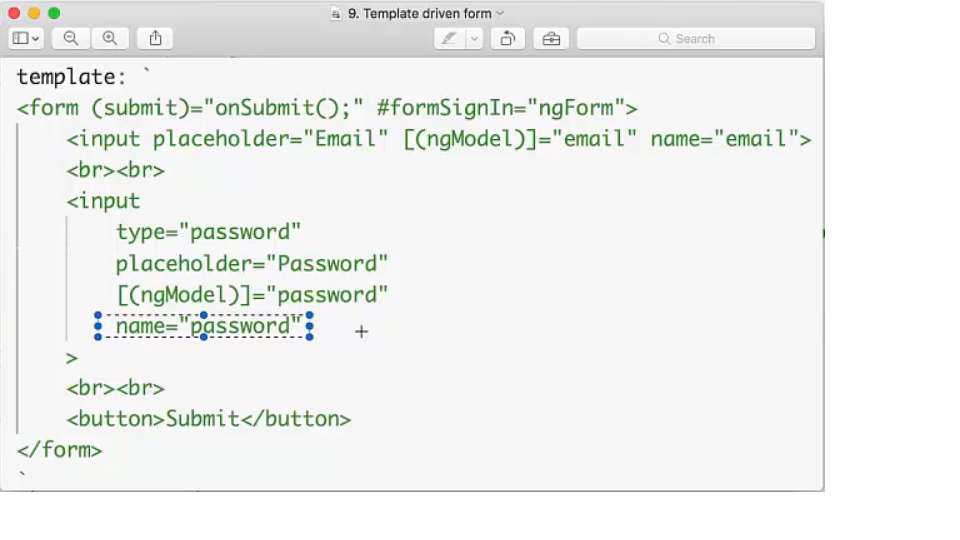 9. Template driven form
Search
template: `
<form (submit)="onSubmit();" #formSignIn="ngForm">
<input placeholder="Email" [(ngModel)]="email" name="email">
<br><br>
<input
type="password"
placeholder="Password"
[(ngModel)]="password"
name="password"
>
<br><br>
<button>Submit</button>
</form>
`